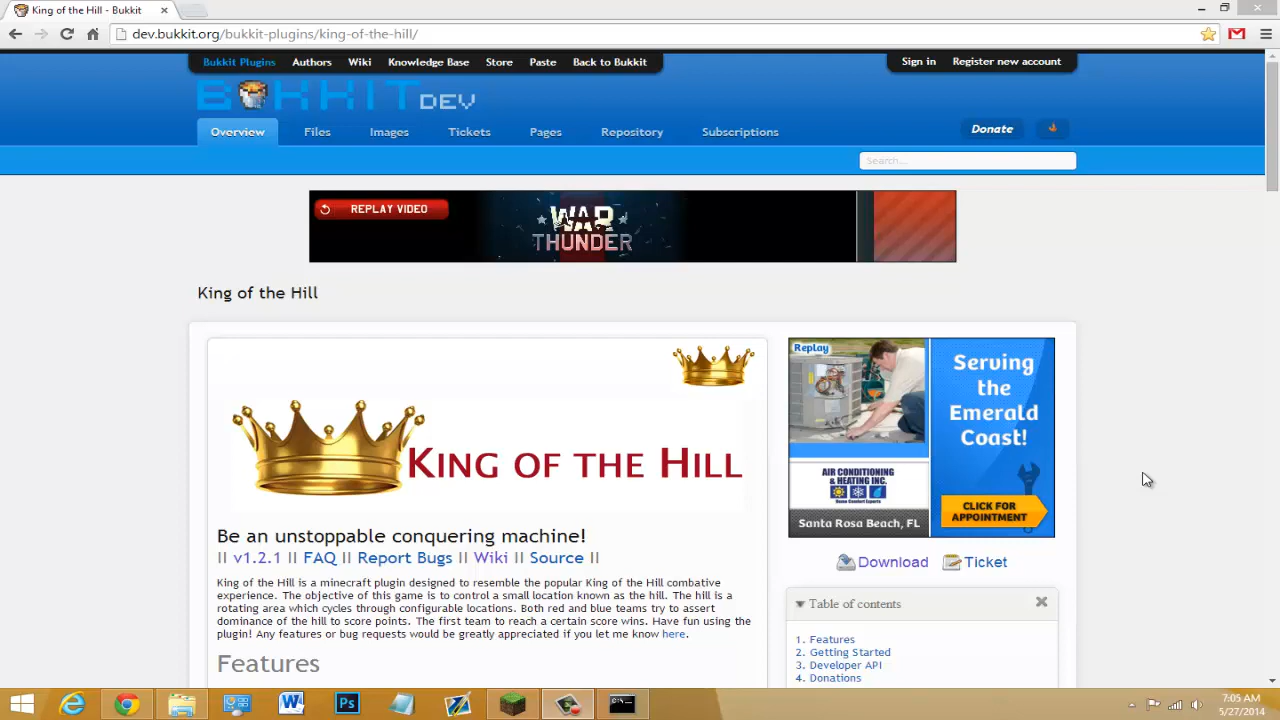 King of the Hill - Bukkit
dev.bukkit.org/bukkit-plugins/king-of-the-hill/
Bukkit Plugins Authors Wiki Knowledge Base Store Paste Back to Bukkit Sign in Register new account
BUKKIT DEV
Overview Files Images Tickets Pages Repository Subscriptions Donate
Search...
REPLAY VIDEO
WAR
THUNDER
King of the Hill
KING OF THE HILL
Be an unstoppable conquering machine!
|| v1.2.1 || FAQ || Report Bugs || Wiki || Source ||
King of the Hill is a minecraft plugin designed to resemble the popular King of the Hill combative
experience. The objective of this game is to control a small location known as the hill. The hill is a
rotating area which cycles through configurable locations. Both red and blue teams try to assert
dominance of the hill to score points. The first team to reach a certain score wins. Have fun using the
plugin! Any features or bug requests would be greatly appreciated if you let me know here.
Features
Replay
Serving
the
Emerald
Coast!
AIR CONDITIONING
& HEATING INC.
Home Comfort Experts
Santa Rosa Beach, FL
CLICK FOR
APPOINTMENT
Download Ticket
Table of contents
1. Features
2. Getting Started
3. Developer API
4. Donations
7:05 AM
5/27/2014